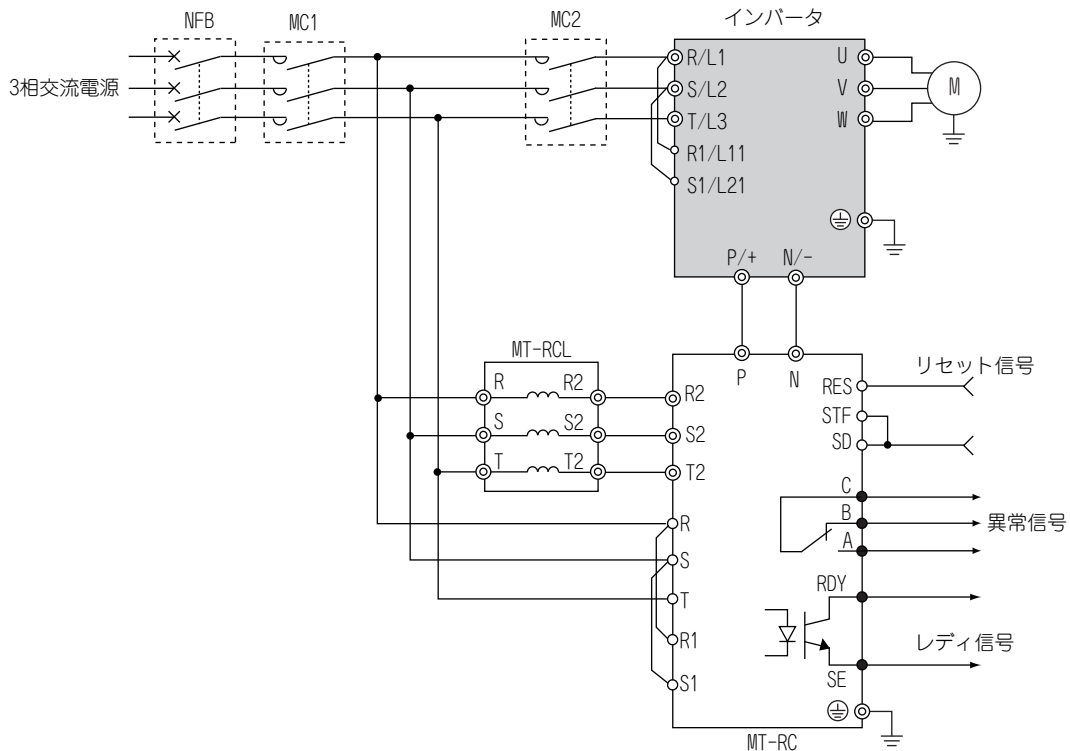 NFB
MC1
MC2
インバータ
3相交流電源
R/L1
S/L2
T/L3
R1/L11
S1/L21
U
V
W
M
P/+
N/-
MT-RCL
R
R2
S
S2
T
T2
P
N
R2
S2
T2
R
S
T
R1
S1
RES
STF
SD
C
B
A
RDY
SE
リセット信号
異常信号
レディ信号
MT-RC